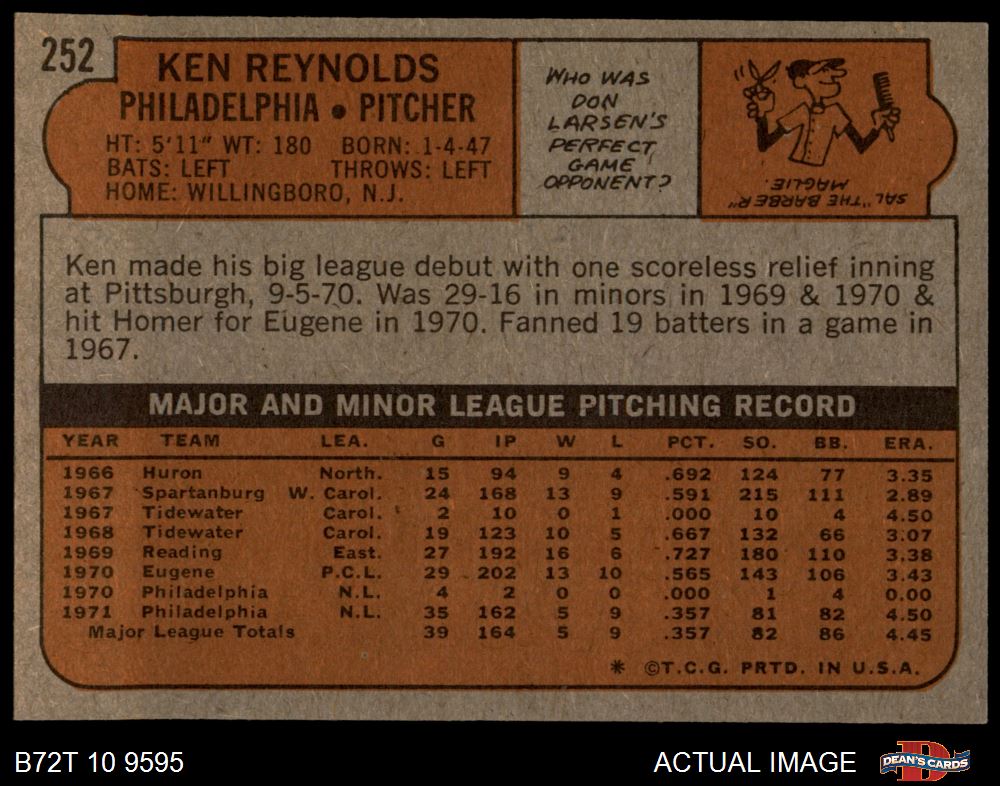 252
KEN REYNOLDS
PHILADELPHIA • PITCHER
HT: 5'11" WT: 180 BORN: 1-4-47
BATS: LEFT THROWS: LEFT
HOME: WILLINGBORO, N.J.
WHO WAS
DON
LARSEN'S
PERFECT
GAME
OPPONENT?
SAL "THE BARBER"
MAGLIE.
Ken made his big league debut with one scoreless relief inning
at Pittsburgh, 9-5-70. Was 29-16 in minors in 1969 & 1970 &
hit Homer for Eugene in 1970. Fanned 19 batters in a game in
1967.
MAJOR AND MINOR LEAGUE PITCHING RECORD
YEAR TEAM LEA. G IP W L PCT. SO. BB. ERA.
1966 Huron North. 15 94 9 4 .692 124 77 3.35
1967 Spartanburg W. Carol. 24 168 13 9 .591 215 111 2.89
1967 Tidewater Carol. 2 10 0 1 .000 10 4 4.50
1968 Tidewater Carol. 19 123 10 5 .667 132 66 3.07
1969 Reading East. 27 192 16 6 .727 180 110 3.38
1970 Eugene P.C.L. 29 202 13 10 .565 143 106 3.43
1970 Philadelphia N.L. 4 2 0 0 .000 1 4 0.00
1971 Philadelphia N.L. 35 162 5 9 .357 81 82 4.50
Major League Totals 39 164 5 9 .357 82 86 4.45
* ©T.C.G. PRTD. IN U.S.A.
B72T 10 9595 ACTUAL IMAGE
D
DEAN'S CARDS